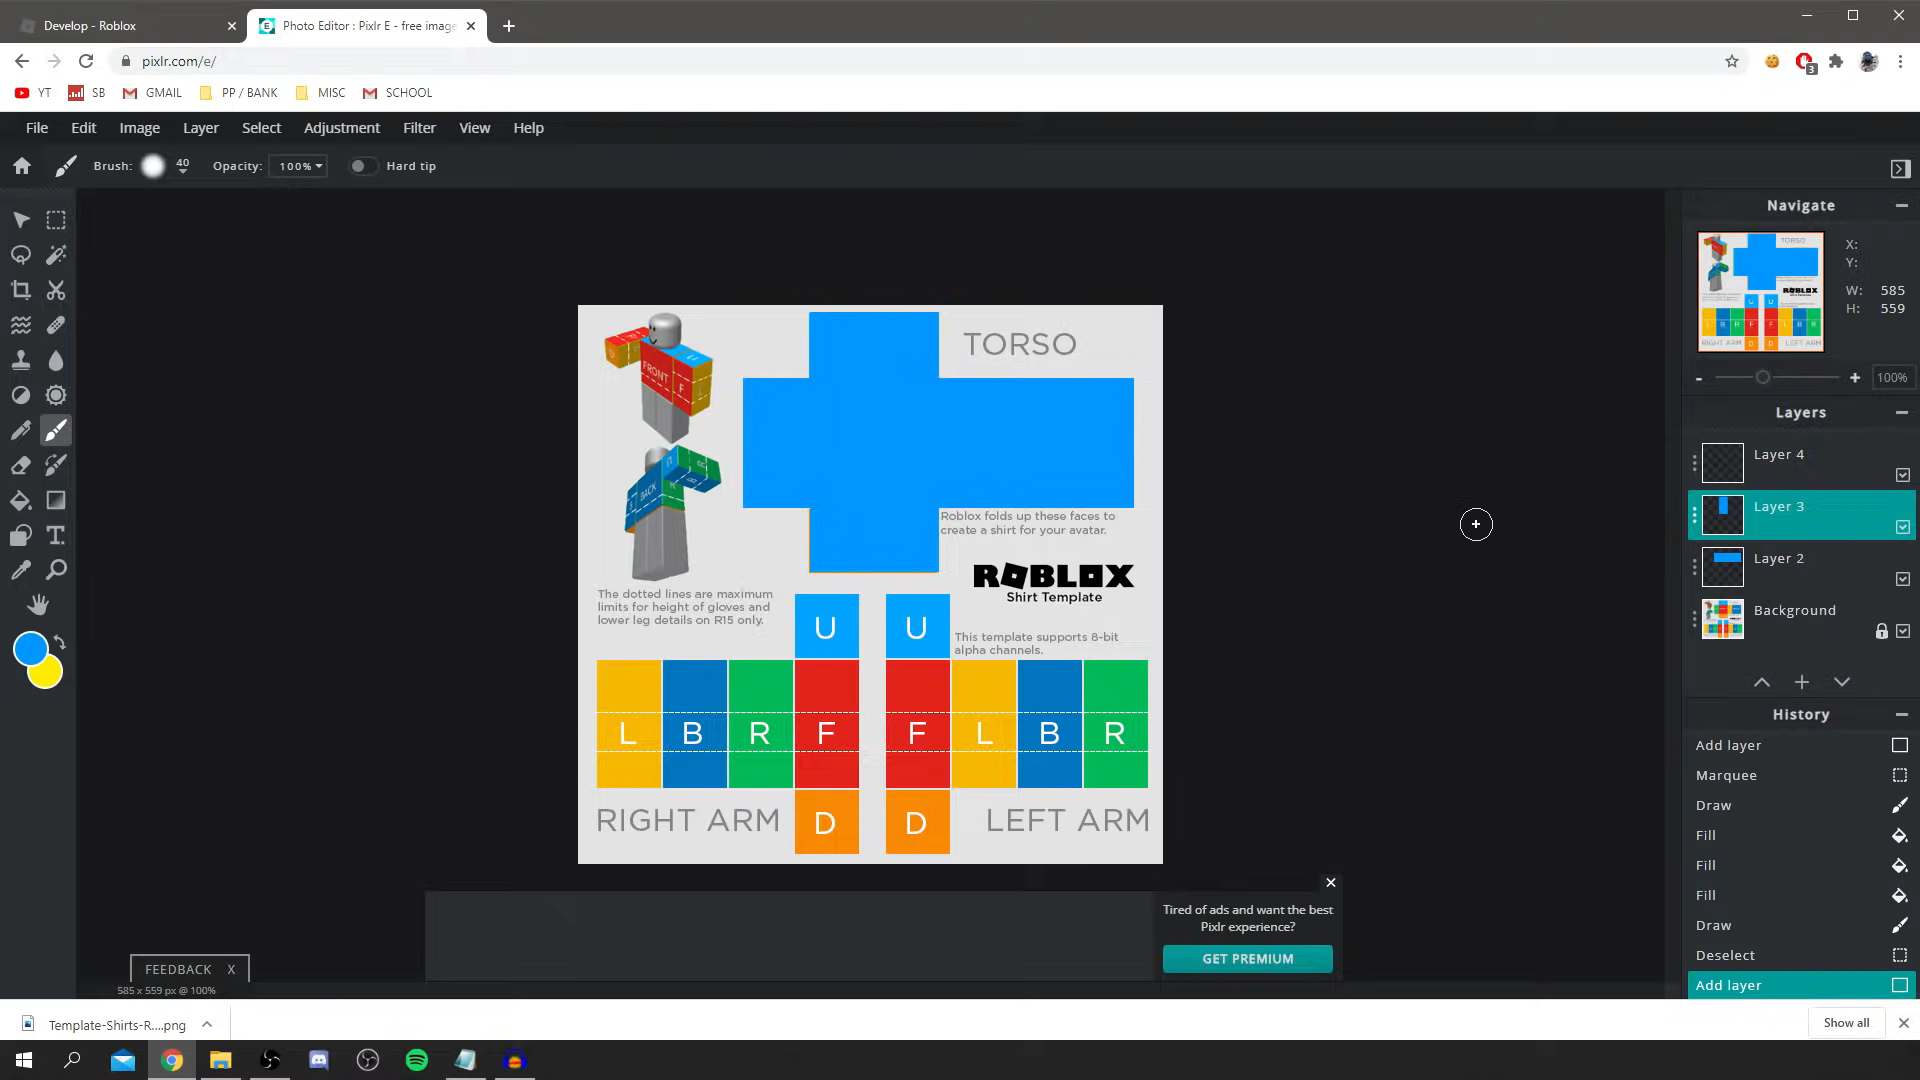 Develop - Roblox
Photo Editor : Pixlr E - free image
pixlr.com/e/
3
YT
SB
GMAIL
PP / BANK
MISC
SCHOOL
File
Edit
Image
Layer
Select
Adjustment
Filter
View
Help
Brush:
40
Opacity:
100%
Hard tip
Navigate
X:
Y:
W: 585
H: 559
100%
Layers
Layer 4
Layer 3
Layer 2
Background
History
Add layer
Marquee
Draw
Fill
Fill
Fill
Draw
Deselect
Add layer
TORSO
FRONT
F
L
BACK
R
Roblox folds up these faces to
create a shirt for your avatar.
ROBLOX
Shirt Template
The dotted lines are maximum
limits for height of gloves and
lower leg details on R15 only.
U
U
This template supports 8-bit
alpha channels.
L B R F
F L B R
RIGHT ARM
D
D
LEFT ARM
Tired of ads and want the best
Pixlr experience?
GET PREMIUM
FEEDBACK X
585 x 559 px @ 100%
Template-Shirts-R....png
Show all